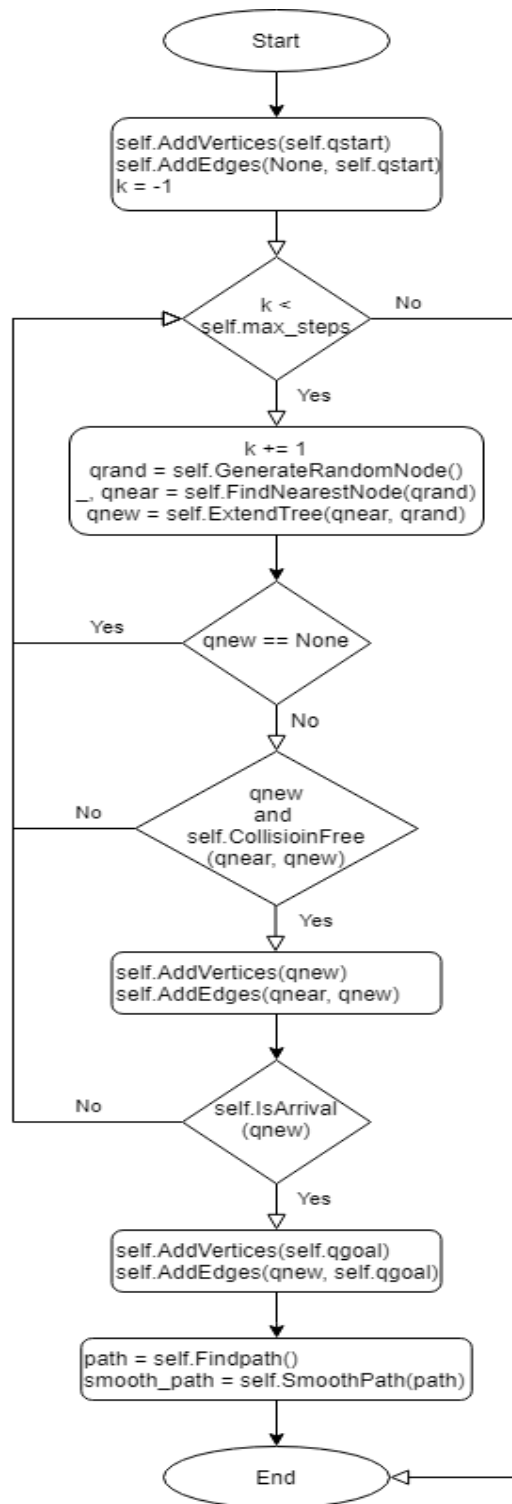 Start
self.AddVertices(self.qstart)
self.AddEdges(None, self.qstart)
k = -1
k <
self.max_steps
No
Yes
k += 1
qrand = self.GenerateRandomNode()
_, qnear = self.FindNearestNode(qrand)
qnew = self.ExtendTree(qnear, qrand)
Yes
qnew == None
No
qnew
and
self.CollisioinFree
(qnear, qnew)
No
Yes
self.AddVertices(qnew)
self.AddEdges(qnear, qnew)
No
self.IsArrival
(qnew)
Yes
self.AddVertices(self.qgoal)
self.AddEdges(qnew, self.qgoal)
path = self.Findpath()
smooth_path = self.SmoothPath(path)
End